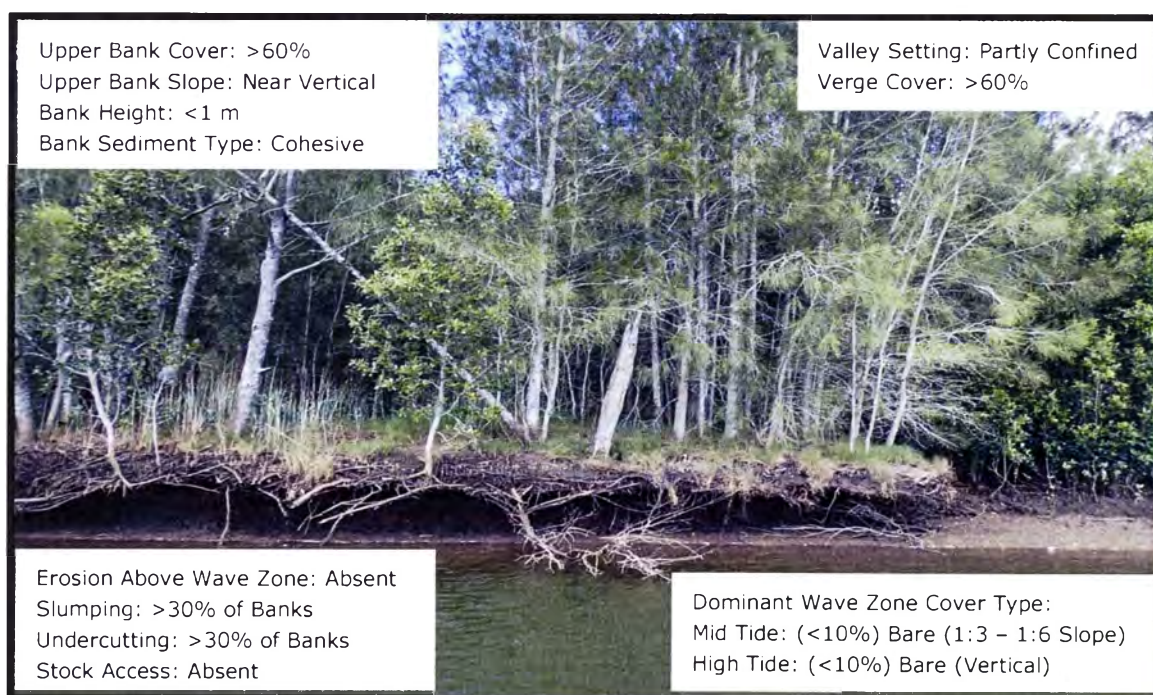 Upper Bank Cover: >60%
Upper Bank Slope: Near Vertical
Bank Height: <1 m
Bank Sediment Type: Cohesive
Valley Setting: Partly Confined
Verge Cover: >60%
Erosion Above Wave Zone: Absent
Slumping: >30% of Banks
Undercutting: >30% of Banks
Stock Access: Absent
Dominant Wave Zone Cover Type:
Mid Tide: (<10%) Bare (1:3 – 1:6 Slope)
High Tide: (<10%) Bare (Vertical)